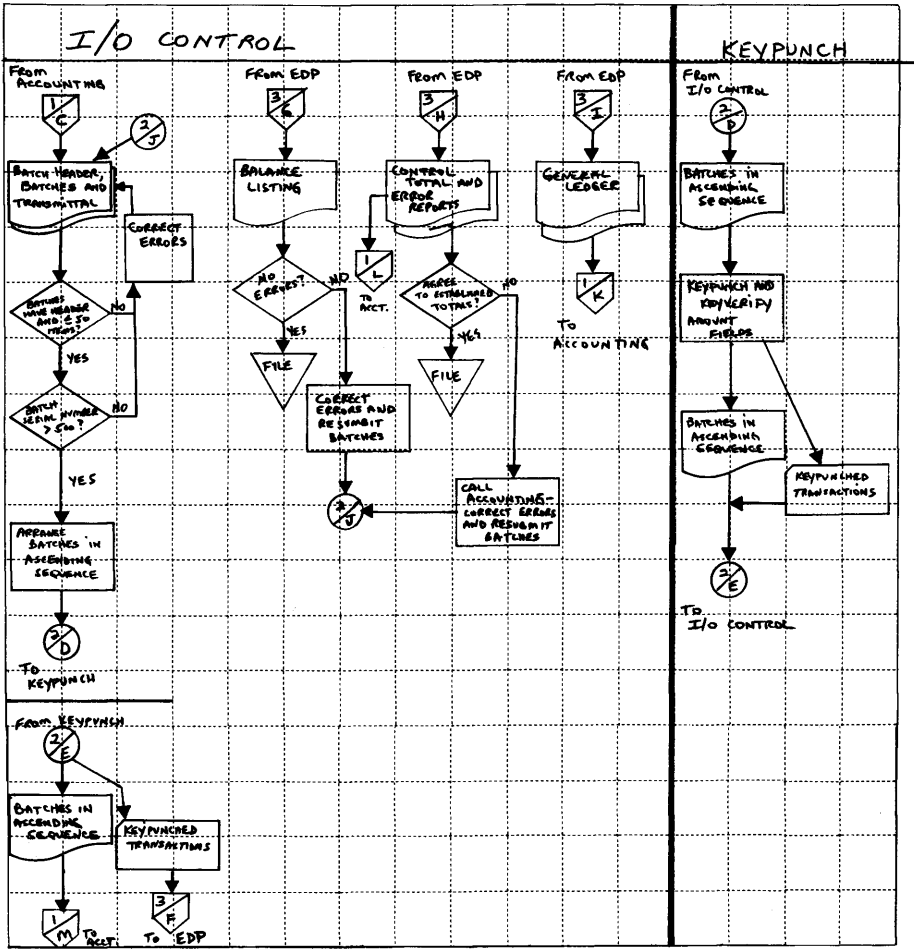 I/O CONTROL
KEYPUNCH
FROM
ACCOUNTING
1/C
2/J
BATCH HEADER,
BATCHES AND
TRANSMITTAL
CORRECT
ERRORS
BATCHES
HAVE HEADER
AND ≤ 50
ITEMS?
NO
YES
BATCH
SERIAL NUMBER
> 500?
NO
YES
ARRANGE
BATCHES IN
ASCENDING
SEQUENCE
2/D
TO
KEYPUNCH
FROM KEYPUNCH
2/E
BATCHES IN
ASCENDING
SEQUENCE
KEYPUNCHED
TRANSACTIONS
1/M
TO
ACCT.
3/F
TO EDP
FROM EDP
3/G
BALANCE
LISTING
NO
ERRORS?
NO
YES
FILE
CORRECT
ERRORS AND
RESUMBIT
BATCHES
2/J
FROM EDP
3/H
CONTROL
TOTAL AND
ERROR
REPORTS
1/L
TO
ACCT.
AGREE
TO ESTABLISHED
TOTALS?
NO
YES
FILE
CALL
ACCOUNTING-
CORRECT ERRORS
AND RESUBMIT
BATCHES
FROM EDP
3/I
GENERAL
LEDGER
1/K
TO
ACCOUNTING
FROM
I/O CONTROL
2/D
BATCHES IN
ASCENDING
SEQUENCE
KEYPUNCH AND
KEYVERIFY
AMOUNT
FIELDS
BATCHES IN
ASCENDING
SEQUENCE
KEYPUNCHED
TRANSACTIONS
2/E
TO
I/O CONTROL